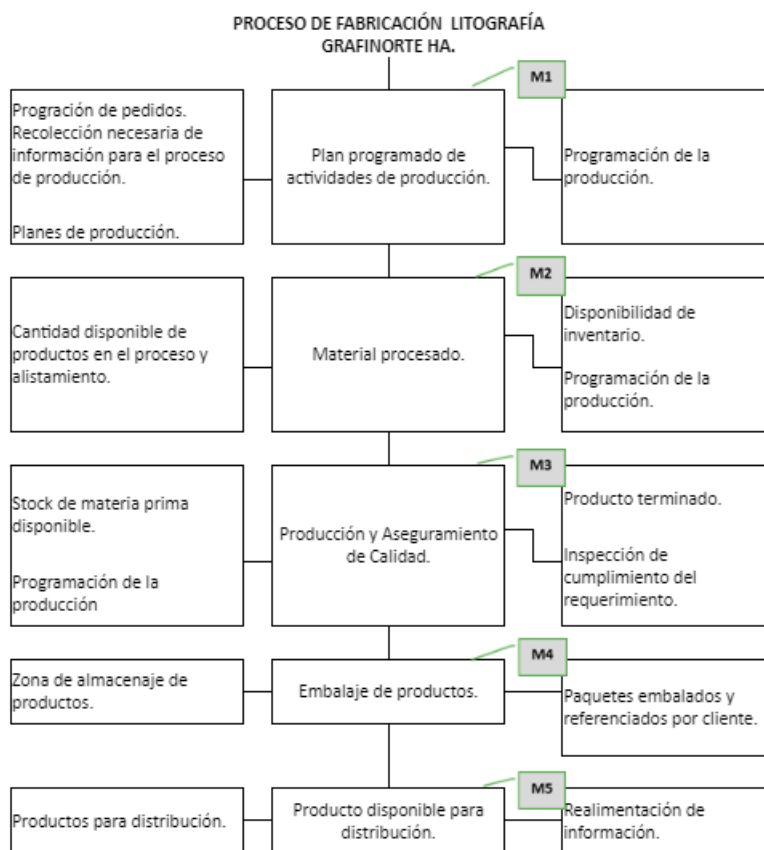 PROCESO DE FABRICACIÓN LITOGRAFÍA
GRAFINORTE HA.
M1
Progración de pedidos.
Recolección necesaria de
información para el proceso
de producción.
Planes de producción.
Plan programado de
actividades de producción.
Programación de la
producción.
M2
Cantidad disponible de
productos en el proceso y
alistamiento.
Material procesado.
Disponibilidad de
inventario.
Programación de la
producción.
M3
Stock de materia prima
disponible.
Programación de la
producción
Producción y Aseguramiento
de Calidad.
Producto terminado.
Inspección de
cumplimiento del
requerimiento.
M4
Zona de almacenaje de
productos.
Embalaje de productos.
Paquetes embalados y
referenciados por cliente.
M5
Productos para distribución.
Producto disponible para
distribución.
Realimentación de
información.